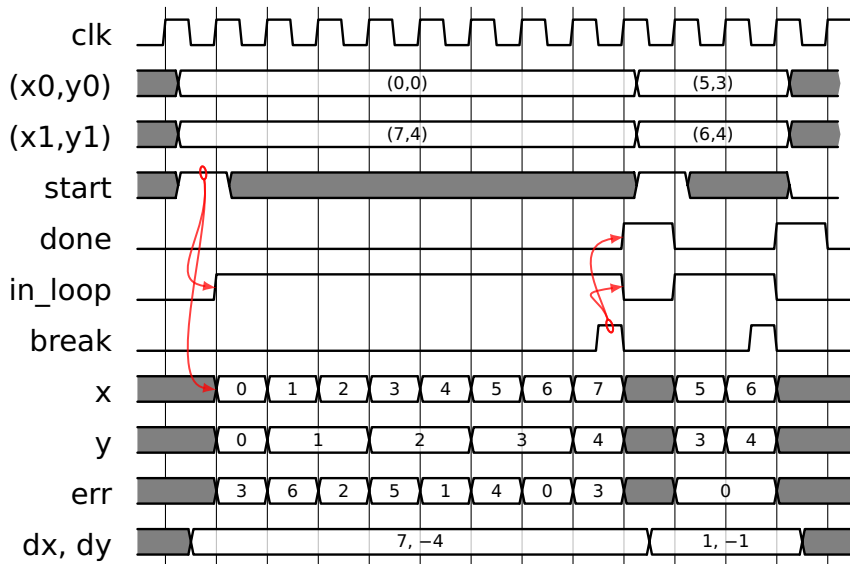 clk
(x0,y0) (0,0) (5,3)
(x1,y1) (7,4) (6,4)
start
done
in_loop
break
x 0 1 2 3 4 5 6 7 5 6
y 0 1 2 3 4 3 4
err 3 6 2 5 1 4 0 3 0
dx, dy 7, −4 1, −1